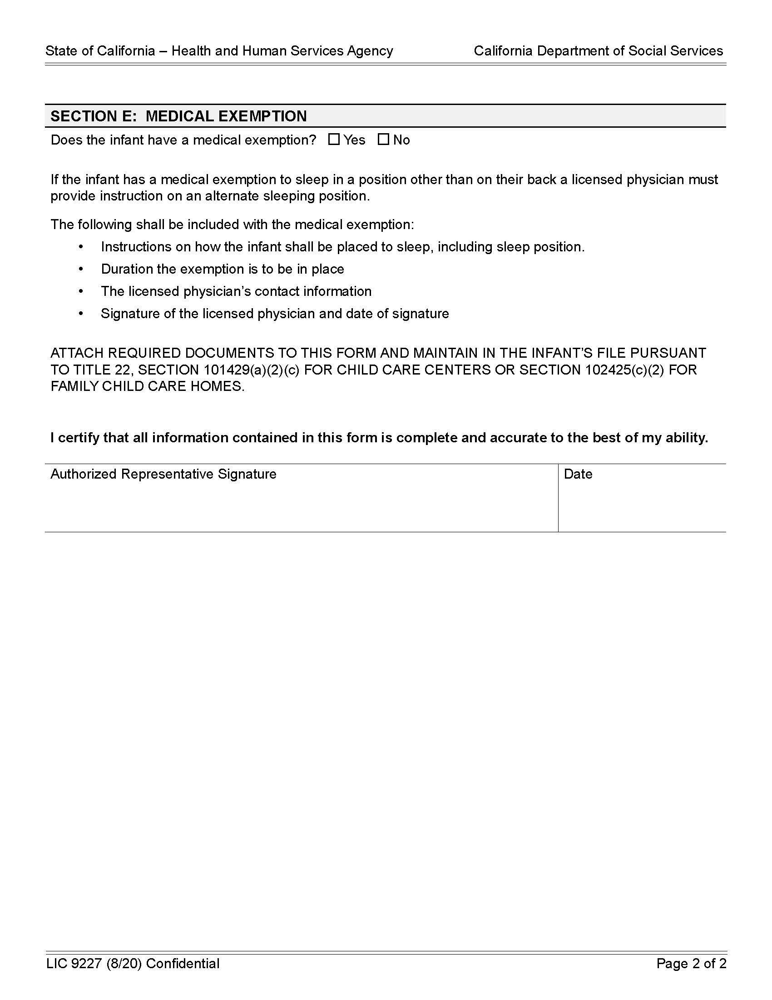 State of California – Health and Human Services Agency California Department of Social Services
SECTION E: MEDICAL EXEMPTION
Does the infant have a medical exemption? ☐ Yes ☐ No
If the infant has a medical exemption to sleep in a position other than on their back a licensed physician must
provide instruction on an alternate sleeping position.
The following shall be included with the medical exemption:
• Instructions on how the infant shall be placed to sleep, including sleep position.
• Duration the exemption is to be in place
• The licensed physician’s contact information
• Signature of the licensed physician and date of signature
ATTACH REQUIRED DOCUMENTS TO THIS FORM AND MAINTAIN IN THE INFANT’S FILE PURSUANT
TO TITLE 22, SECTION 101429(a)(2)(c) FOR CHILD CARE CENTERS OR SECTION 102425(c)(2) FOR
FAMILY CHILD CARE HOMES.
I certify that all information contained in this form is complete and accurate to the best of my ability.
Authorized Representative Signature Date
LIC 9227 (8/20) Confidential Page 2 of 2